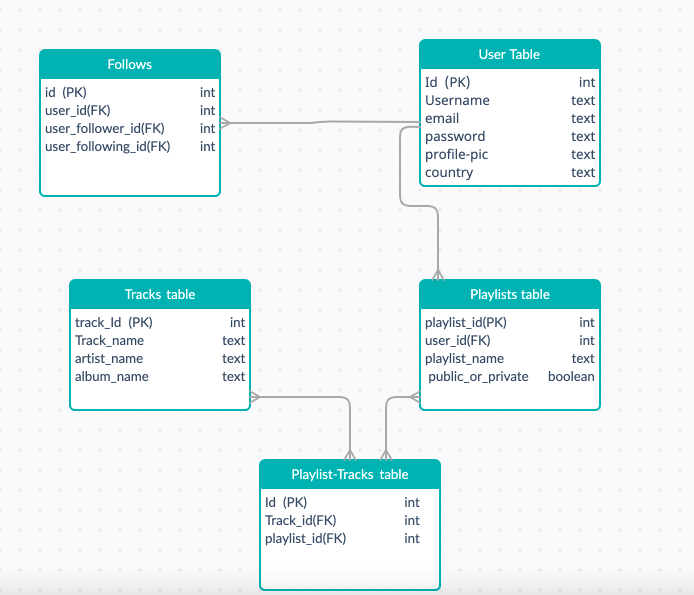 Follows
id (PK) int
user_id(FK) int
user_follower_id(FK) int
user_following_id(FK) int
User Table
Id (PK) int
Username text
email text
password text
profile-pic text
country text
Tracks table
track_Id (PK) int
Track_name text
artist_name text
album_name text
Playlists table
playlist_id(PK) int
user_id(FK) int
playlist_name text
public_or_private boolean
Playlist-Tracks table
Id (PK) int
Track_id(FK) int
playlist_id(FK) int